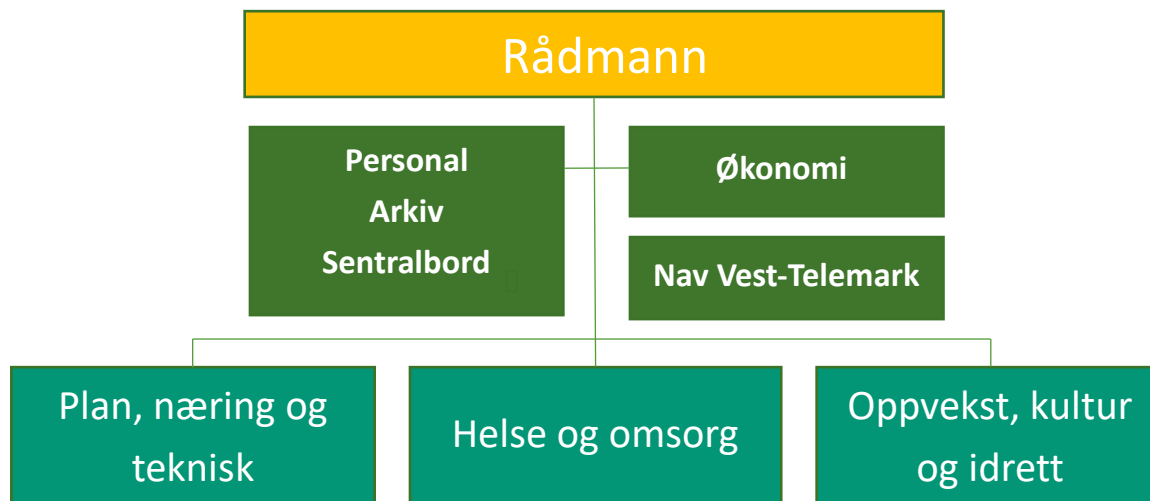 Rådmann
Personal
Arkiv
Sentralbord
Økonomi
Nav Vest-Telemark
Plan, næring og
teknisk
Helse og omsorg
Oppvekst, kultur
og idrett